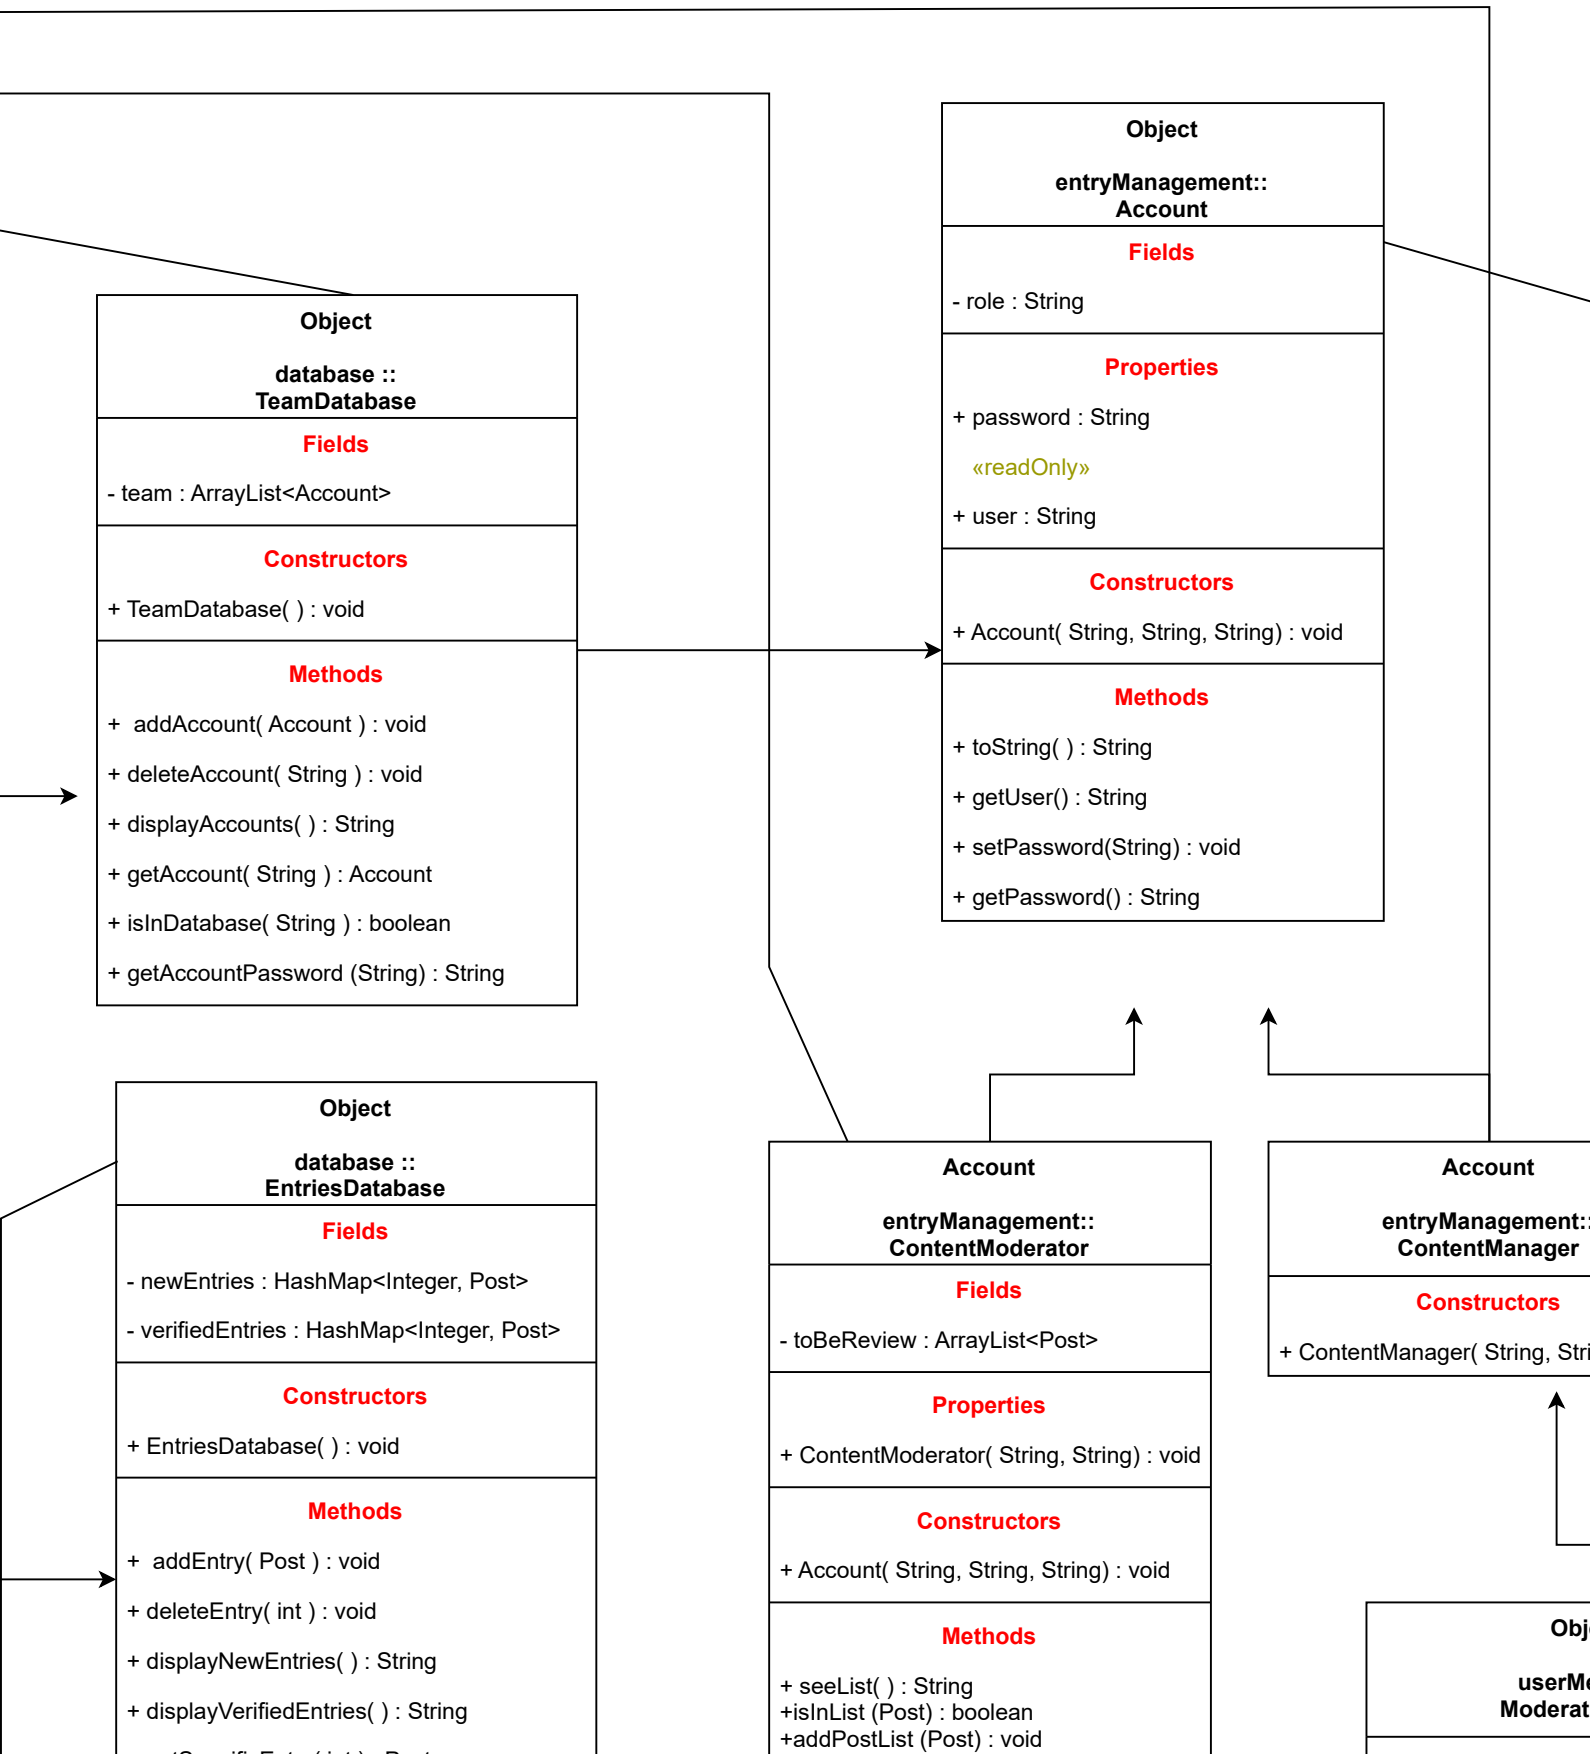 Object
entryManagement::
Account
Fields
- role : String
Properties
+ password : String
«readOnly»
+ user : String
Constructors
+ Account( String, String, String) : void
Methods
+ toString( ) : String
+ getUser() : String
+ setPassword(String) : void
+ getPassword() : String
Object
database ::
TeamDatabase
Fields
- team : ArrayList<Account>
Constructors
+ TeamDatabase( ) : void
Methods
+ addAccount( Account ) : void
+ deleteAccount( String ) : void
+ displayAccounts( ) : String
+ getAccount( String ) : Account
+ isInDatabase( String ) : boolean
+ getAccountPassword (String) : String
Object
database ::
EntriesDatabase
Fields
- newEntries : HashMap<Integer, Post>
- verifiedEntries : HashMap<Integer, Post>
Constructors
+ EntriesDatabase( ) : void
Methods
+ addEntry( Post ) : void
+ deleteEntry( int ) : void
+ displayNewEntries( ) : String
+ displayVerifiedEntries( ) : String
Account
entryManagement::
ContentModerator
Fields
- toBeReview : ArrayList<Post>
Properties
+ ContentModerator( String, String) : void
Constructors
+ Account( String, String, String) : void
Methods
+ seeList( ) : String
+isInList (Post) : boolean
+addPostList (Post) : void
Account
entryManagement::
ContentManager
Constructors
+ ContentManager( String,